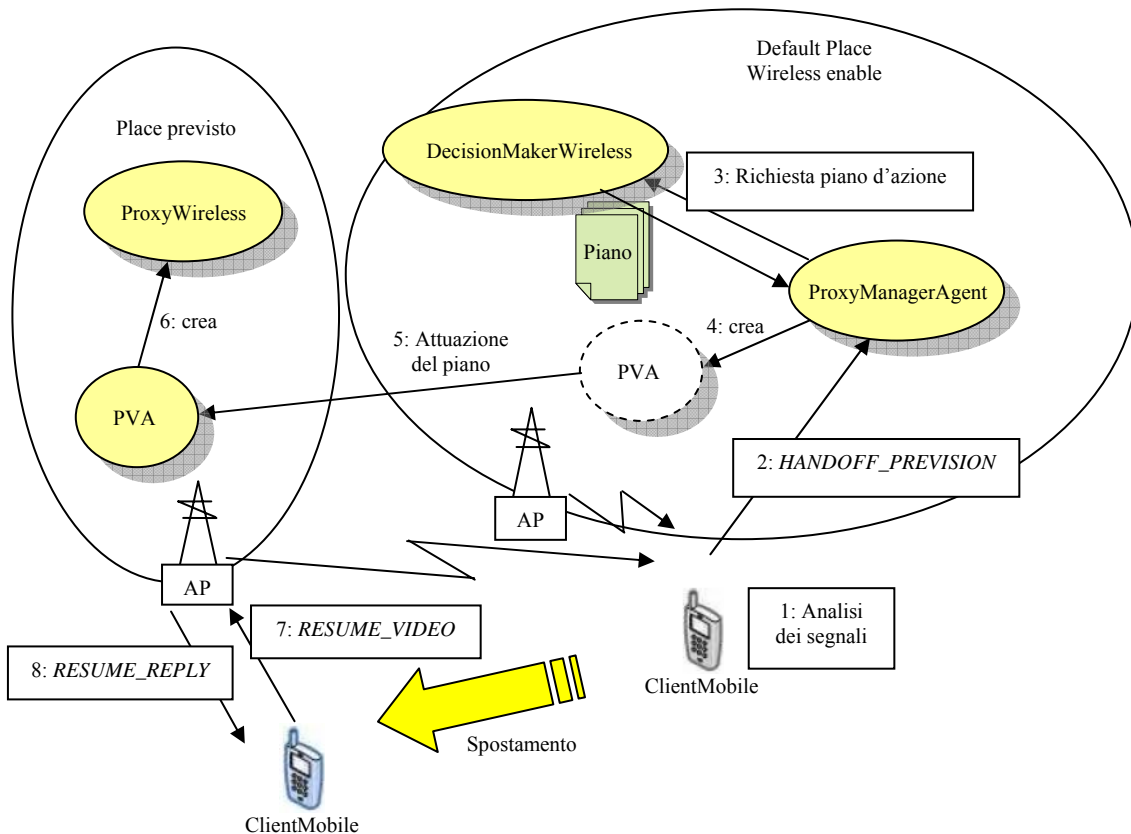 Default Place
Wireless enable
Place previsto
DecisionMakerWireless
3: Richiesta piano d'azione
ProxyWireless
Piano
ProxyManagerAgent
6: crea
5: Attuazione
del piano
4: crea
PVA
PVA
2: HANDOFF_PREVISION
AP
AP
7: RESUME_VIDEO
1: Analisi
dei segnali
8: RESUME_REPLY
ClientMobile
Spostamento
ClientMobile